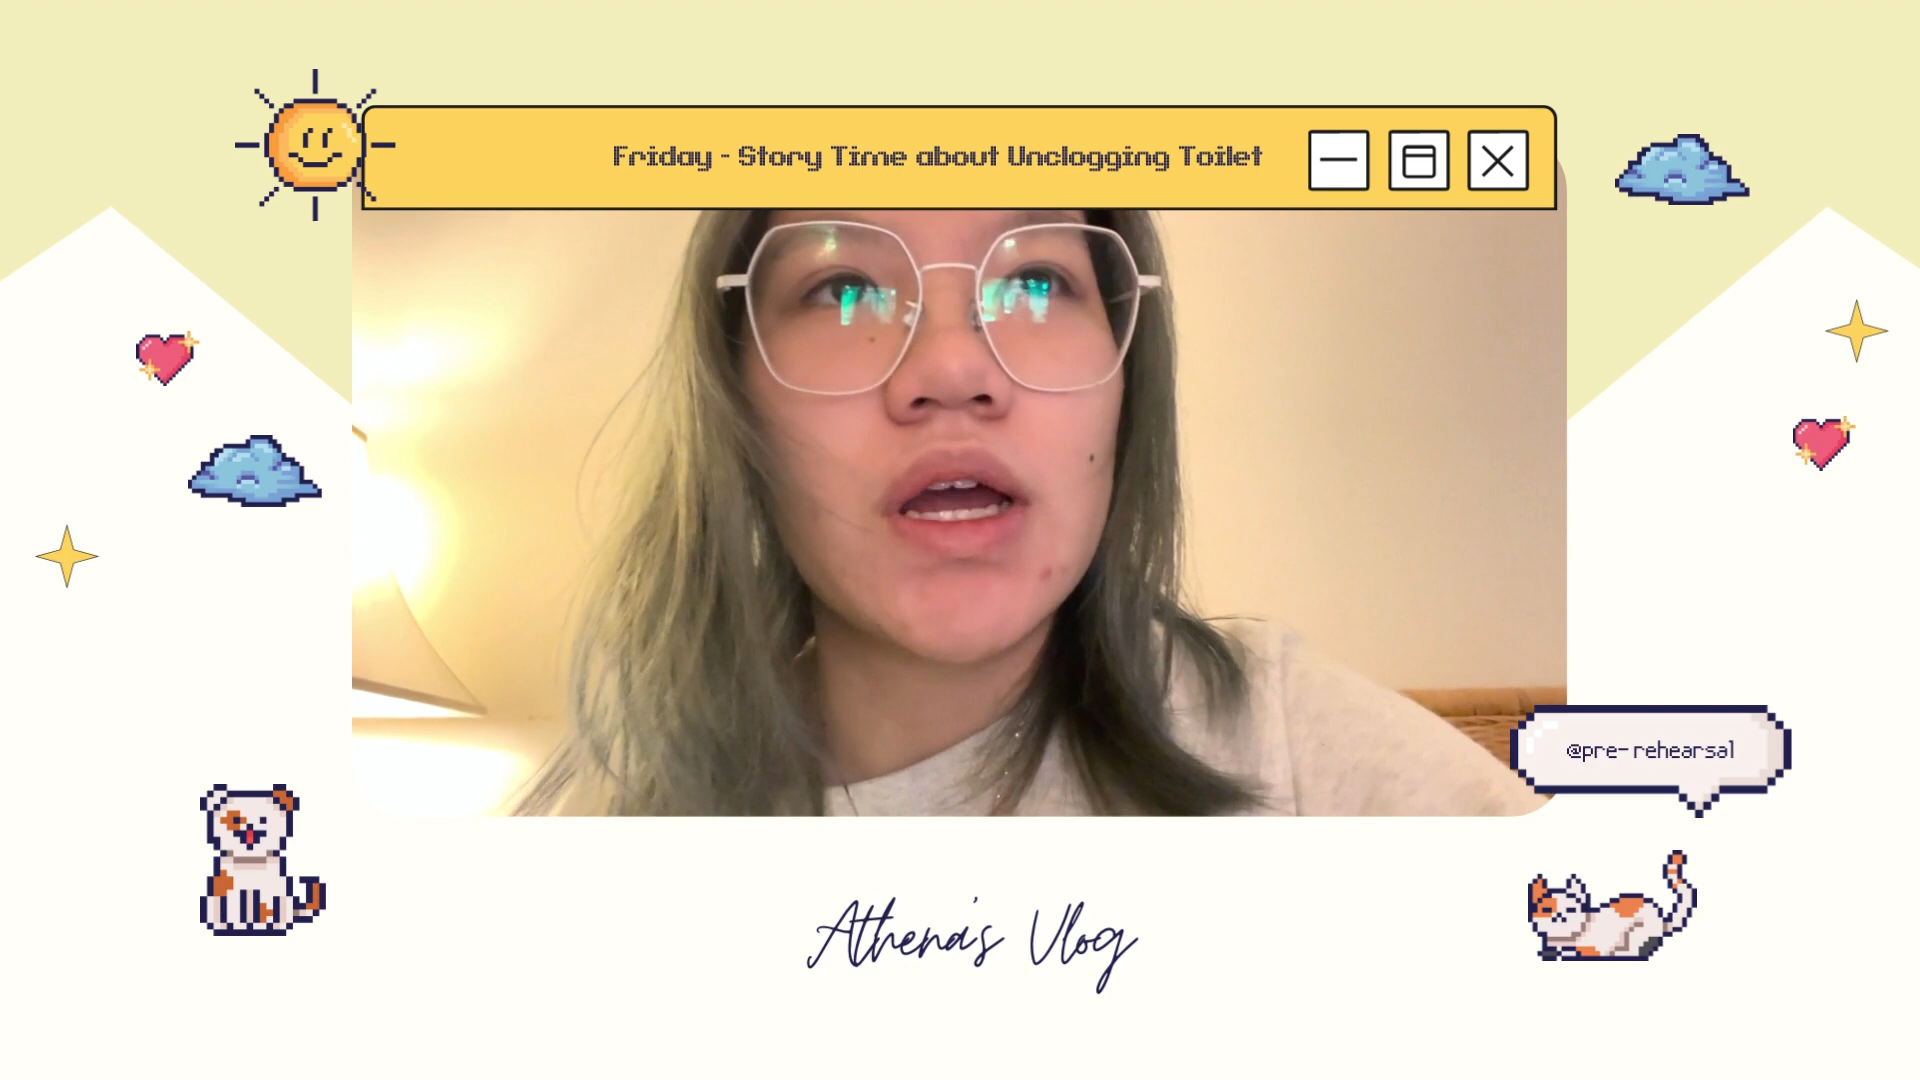 Friday - Story Time about Unclogging Toilet
@pre-rehearsal
Athena's Vlog